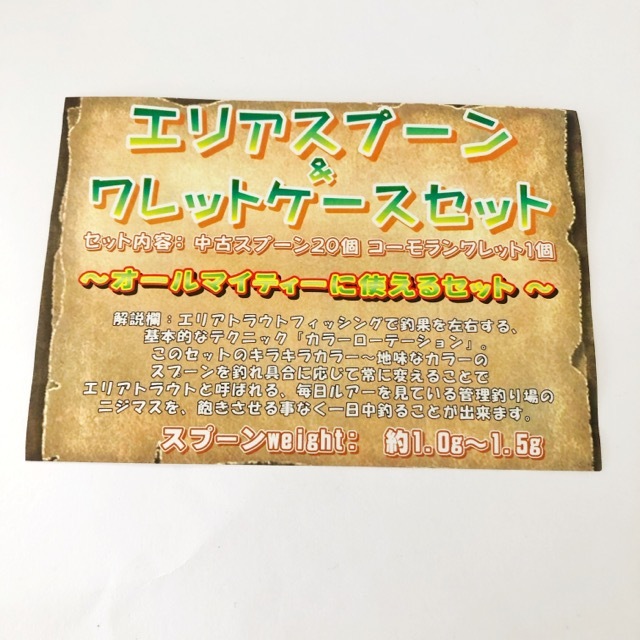 エリアスプーン
&
ワレットケースセット
セット内容： 中古スプーン20個 コーモランワレット1個
～オールマイティーに使えるセット ～
解説欄：エリアトラウトフィッシングで釣果を左右する、
基本的なテクニック「カラーローテーション」。
このセットのキラキラカラー～地味なカラーの
スプーンを釣れ具合に応じて常に変えることで
エリアトラウトと呼ばれる、毎日ルアーを見ている管理釣り場の
ニジマスを、飽きさせる事なく一日中釣ることが出来ます。
スプーンweight： 約1.0g～1.5g